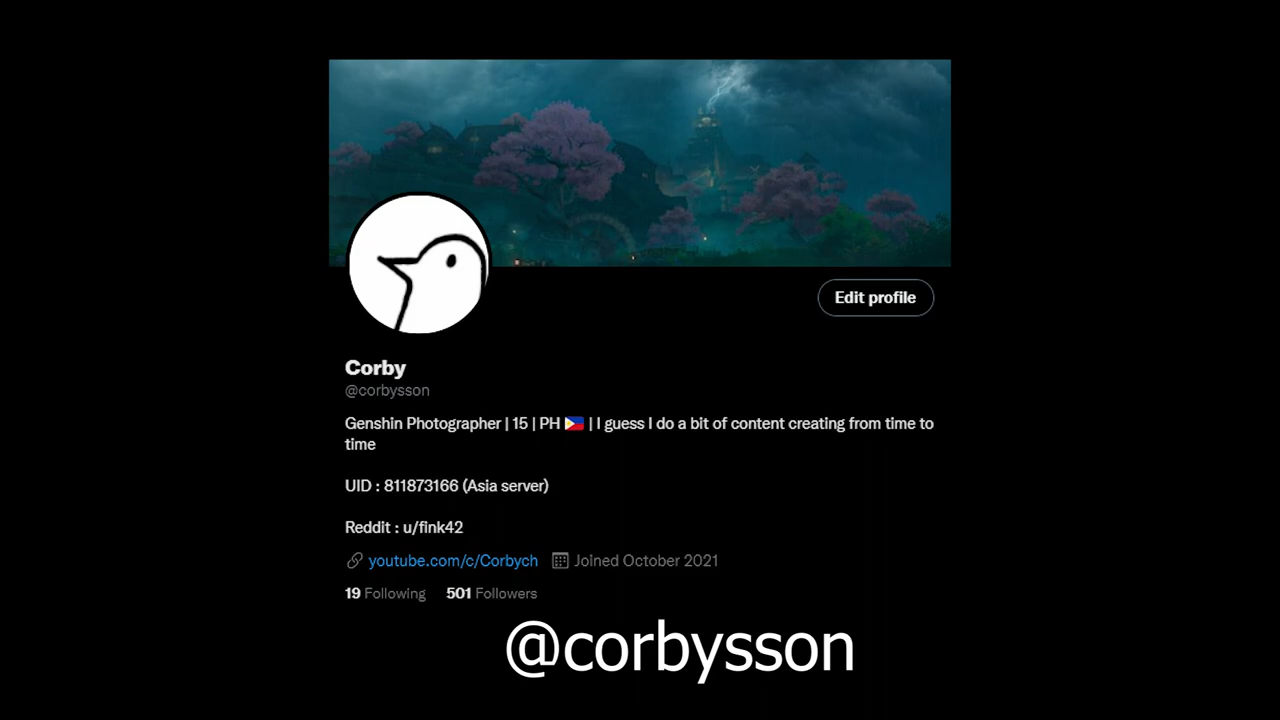 Edit profile
Corby
@corbysson
Genshin Photographer | 15 | PH 🇵🇭 | I guess I do a bit of content creating from time to
time
UID : 811873166 (Asia server)
Reddit : u/fink42
youtube.com/c/Corbych Joined October 2021
19 Following 501 Followers
@corbysson